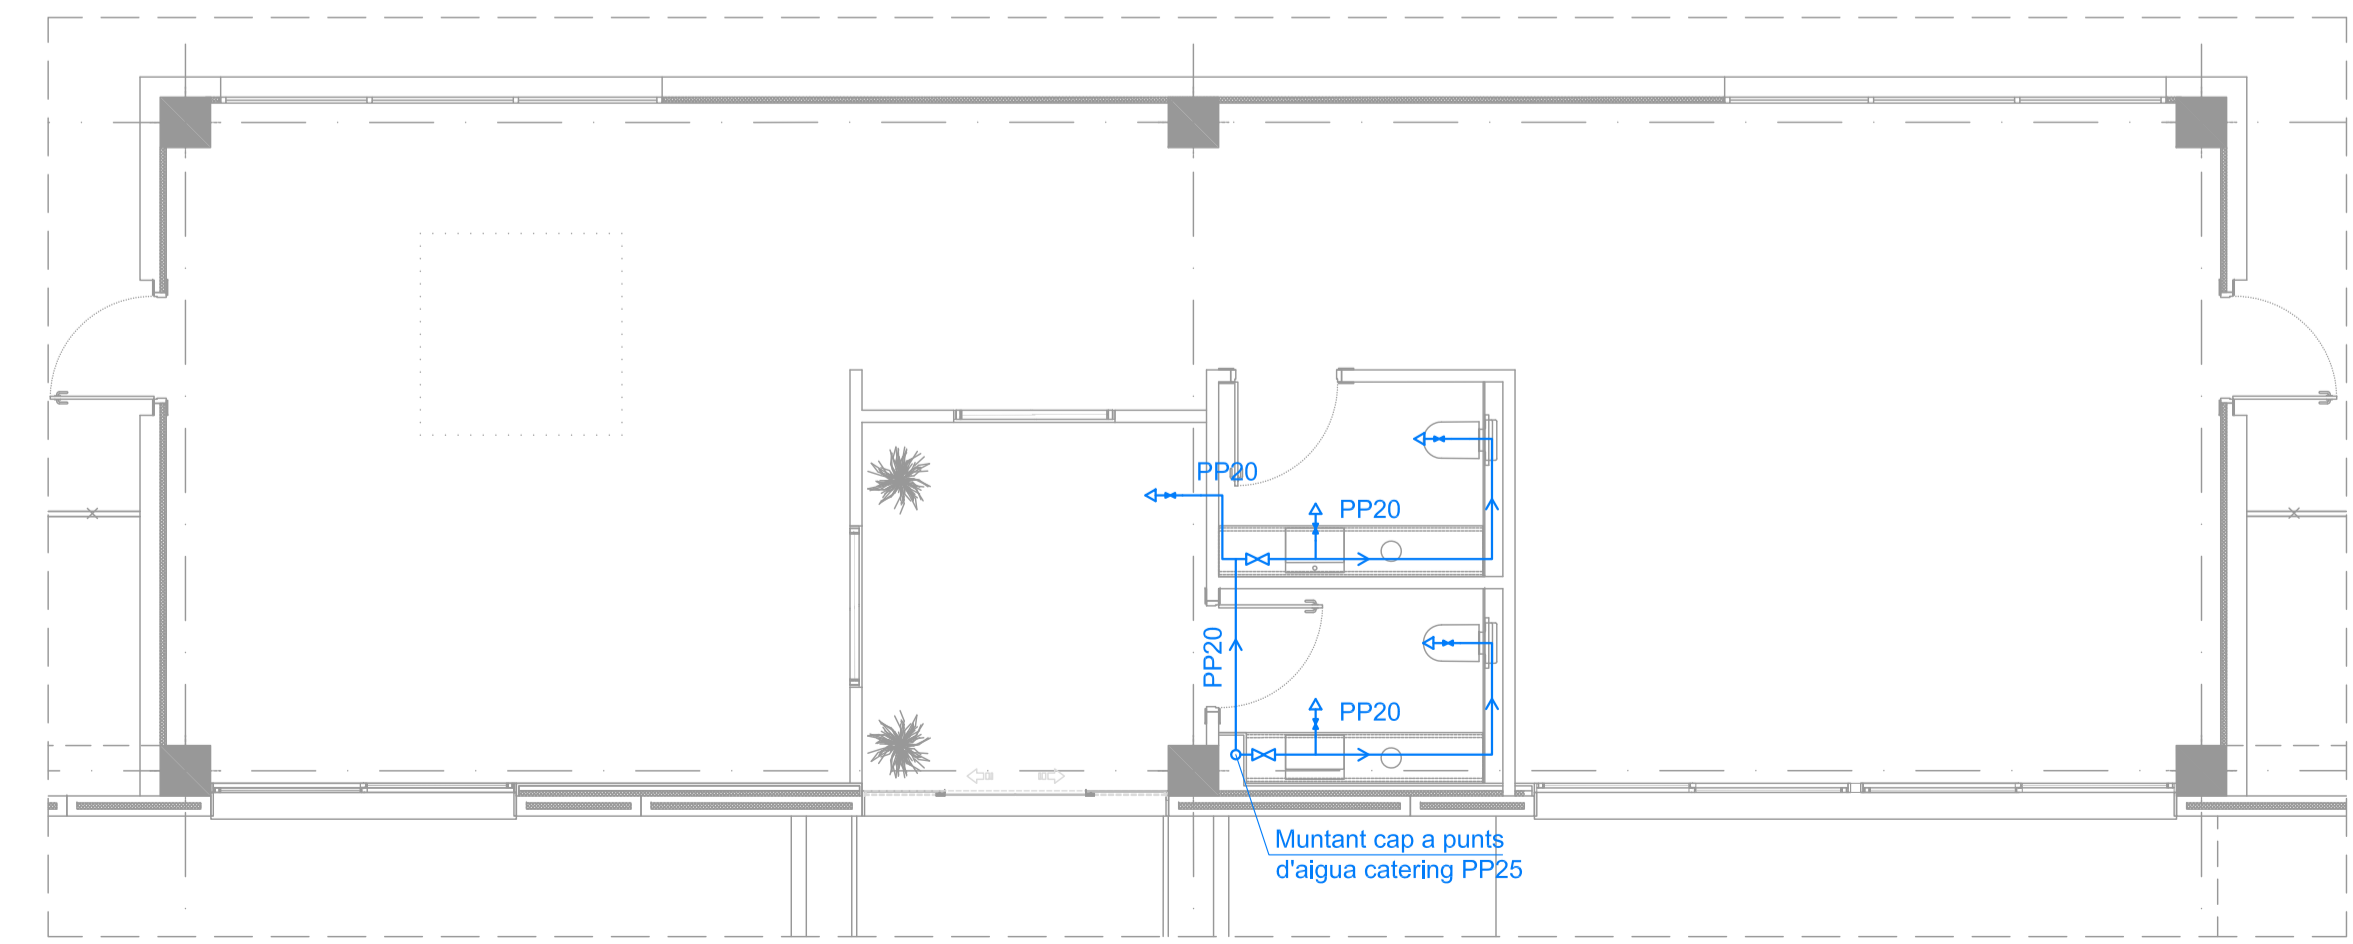 PP20
PP20
PP20
PP20
Muntant cap a punts
d'aigua catering PP25